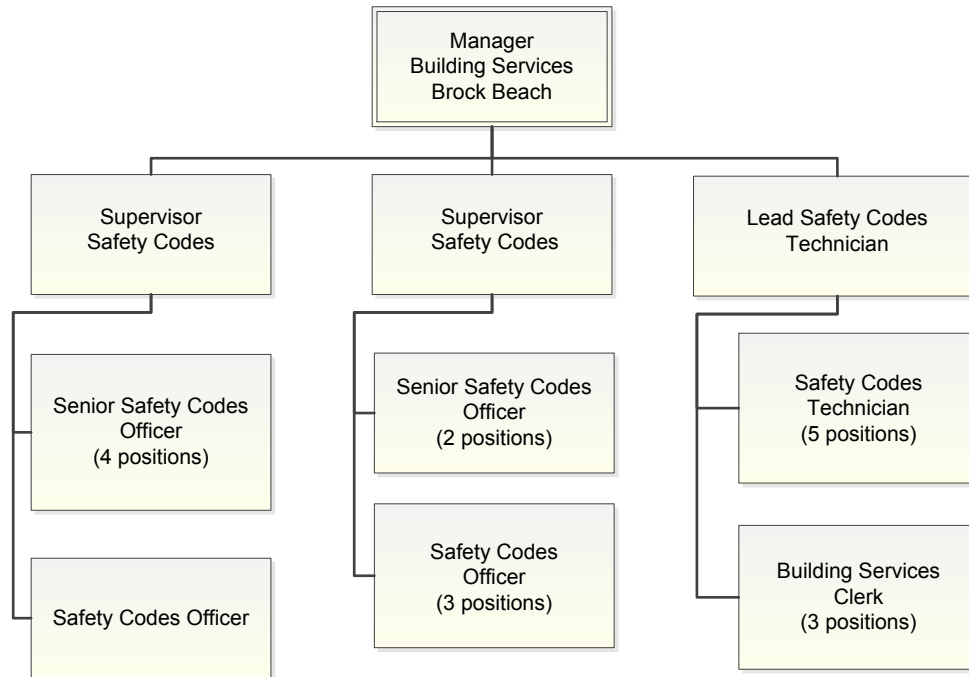 Manager
Building Services
Brock Beach
Supervisor
Safety Codes
Supervisor
Safety Codes
Lead Safety Codes
Technician
Senior Safety Codes
Officer
(4 positions)
Safety Codes Officer
Senior Safety Codes
Officer
(2 positions)
Safety Codes
Officer
(3 positions)
Safety Codes
Technician
(5 positions)
Building Services
Clerk
(3 positions)